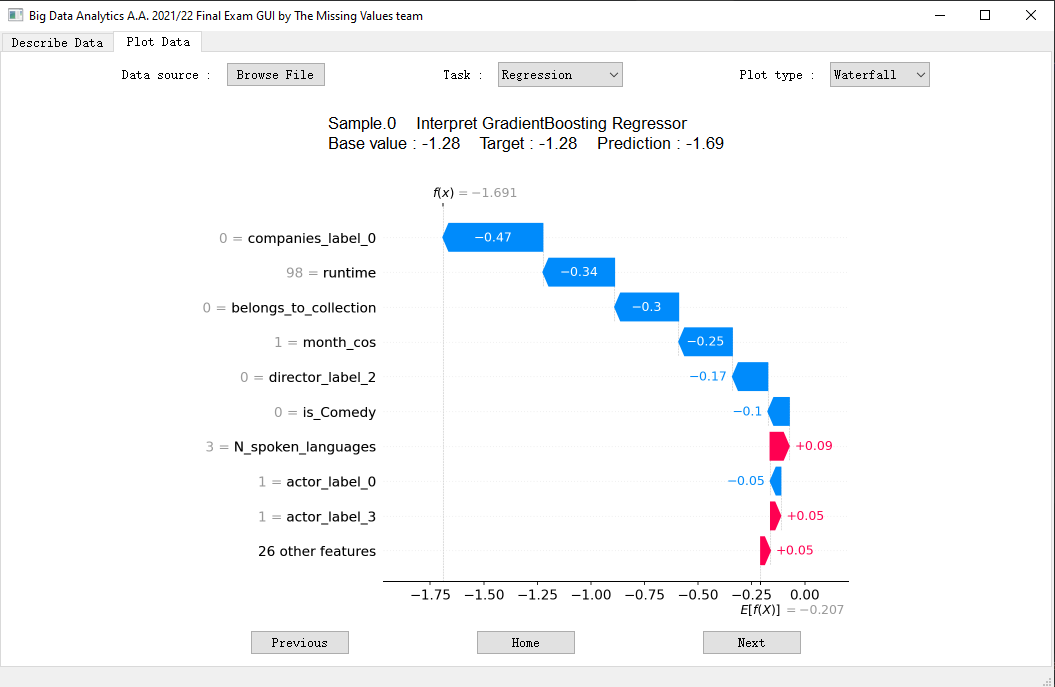 Big Data Analytics A.A. 2021/22 Final Exam GUI by The Missing Values team
Describe Data Plot Data
Data source : Browse File Task : Regression Plot type : Waterfall
Sample.0 Interpret GradientBoosting Regressor
Base value : -1.28 Target : -1.28 Prediction : -1.69
f(x) = −1.691
0 = companies_label_0 −0.47
98 = runtime −0.34
0 = belongs_to_collection −0.3
1 = month_cos −0.25
0 = director_label_2 −0.17
0 = is_Comedy −0.1
3 = N_spoken_languages +0.09
1 = actor_label_0 −0.05
1 = actor_label_3 +0.05
26 other features +0.05
−1.75 −1.50 −1.25 −1.00 −0.75 −0.50 −0.25 0.00
E[f(X)] = −0.207
Previous Home Next